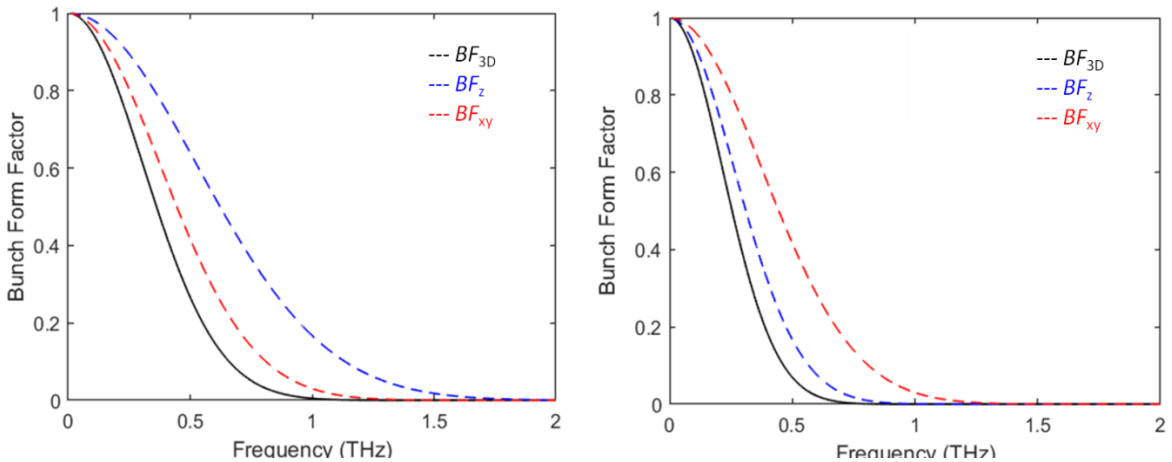 1
0.8
0.6
0.4
0.2
0
Bunch Form Factor
--- BF3D
--- BFz
--- BFxy
0 0.5 1 1.5 2
Frequency (THz)
1
0.8
0.6
0.4
0.2
0
Bunch Form Factor
--- BF3D
--- BFz
--- BFxy
0 0.5 1 1.5 2
Frequency (THz)